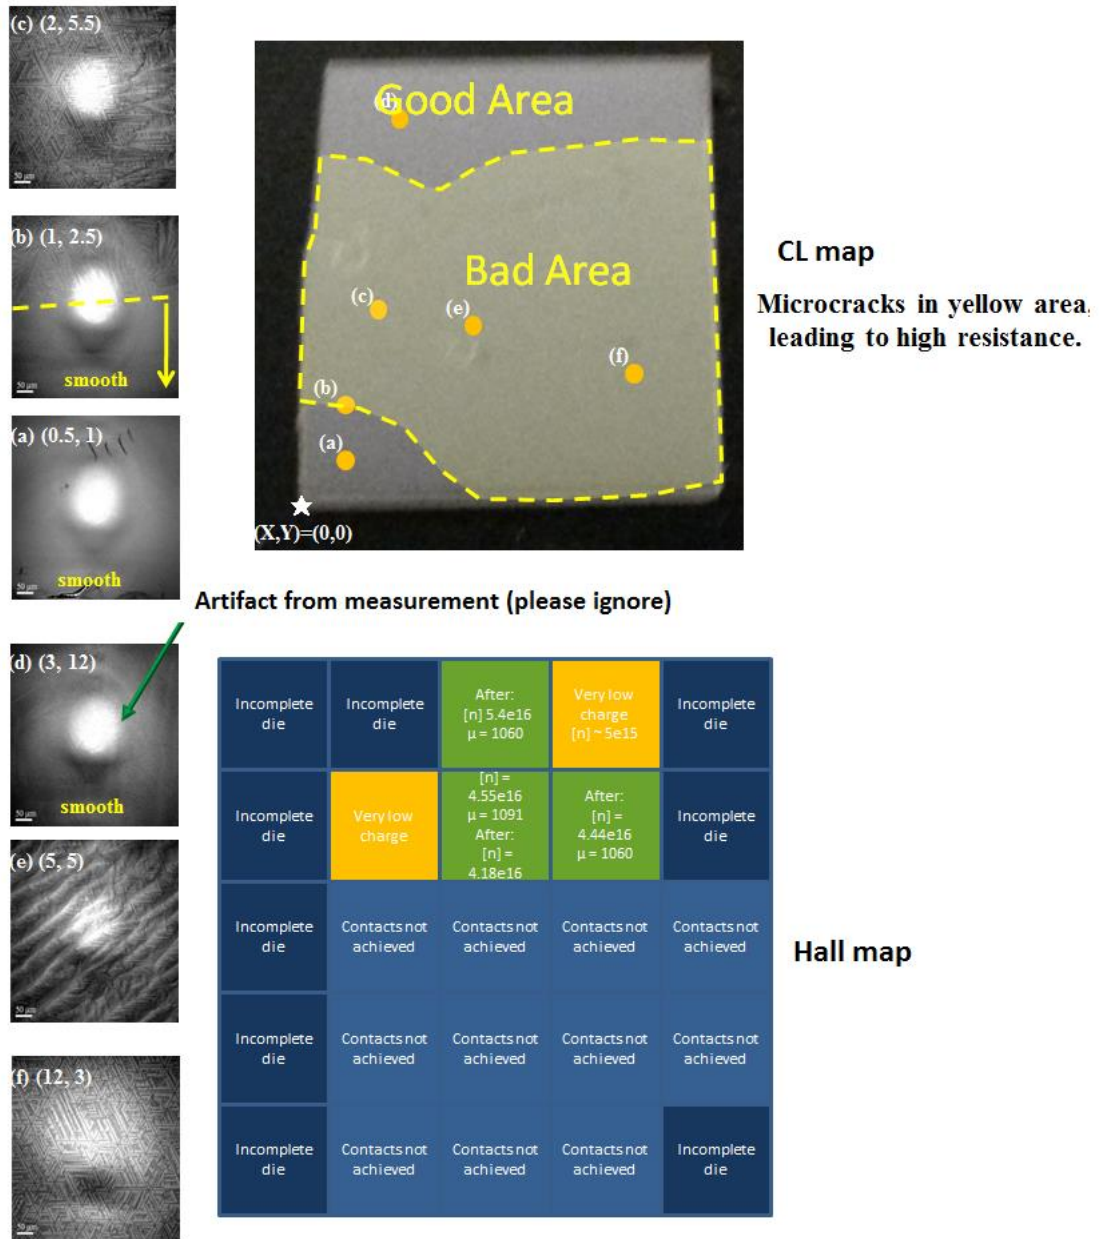 (c) (2, 5.5)
50 μm
(b) (1, 2.5)
smooth
50 μm
(a) (0.5, 1)
smooth
50 μm
Good Area
(d)
Bad Area
(c)
(e)
(f)
(b)
(a)
(X,Y)=(0,0)
CL map
Microcracks in yellow area,
leading to high resistance.
Artifact from measurement (please ignore)
(d) (3, 12)
smooth
50 μm
(e) (5, 5)
50 μm
(f) (12, 3)
50 μm
Incomplete
die
Incomplete
die
After:
[n] 5.4e16
μ = 1060
Very low
charge
[n] ~ 5e15
Incomplete
die
Incomplete
die
Very low
charge
[n] =
4.55e16
μ = 1091
After:
[n] =
4.18e16
After:
[n] =
4.44e16
μ = 1060
Incomplete
die
Incomplete
die
Contacts not
achieved
Contacts not
achieved
Contacts not
achieved
Contacts not
achieved
Incomplete
die
Contacts not
achieved
Contacts not
achieved
Contacts not
achieved
Contacts not
achieved
Incomplete
die
Contacts not
achieved
Contacts not
achieved
Contacts not
achieved
Incomplete
die
Hall map